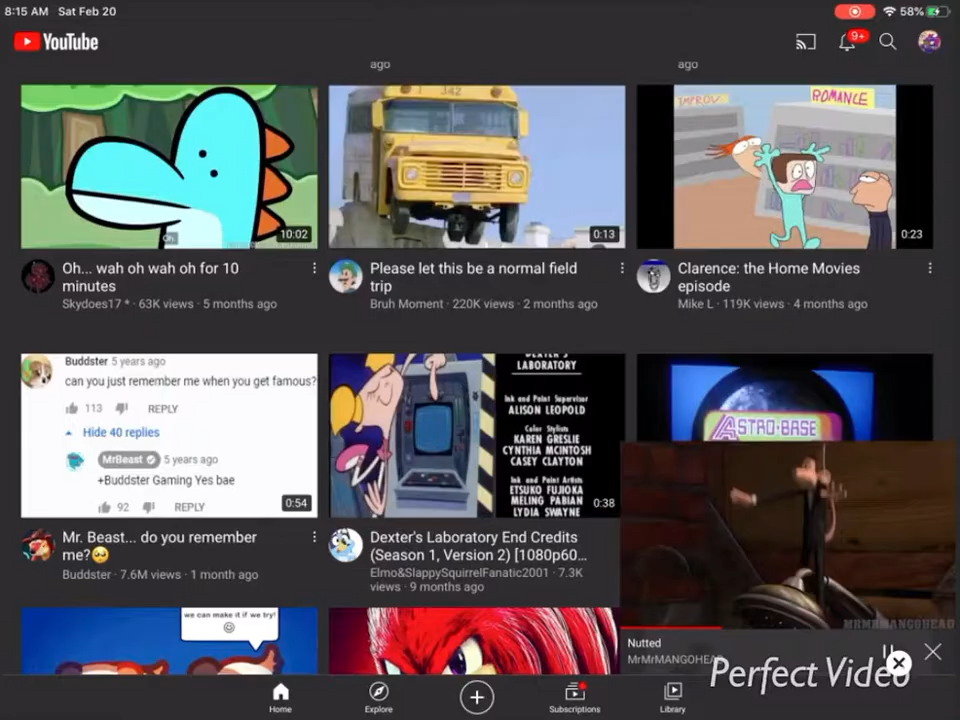 8:15 AM Sat Feb 20
58%
YouTube
9+
ago
ago
Oh
10:02
342
0:13
IMPROV
ROMANCE
0:23
Oh... wah oh wah oh for 10
minutes
Skydoes17 * · 63K views · 5 months ago
Please let this be a normal field
trip
Bruh Moment · 220K views · 2 months ago
Clarence: the Home Movies
episode
Mike L · 119K views · 4 months ago
Buddster 5 years ago
can you just remember me when you get famous?
113 REPLY
Hide 40 replies
MrBeast 5 years ago
+Buddster Gaming Yes bae
92 REPLY
0:54
DEXTER'S
LABORATORY
Ink and Paint Supervisor
ALISON LEOPOLD
Color Stylists
KAREN GRESLIE
CYNTHIA MCINTOSH
CASEY CLAYTON
Ink and Paint Artists
ETSUKO FUJIOKA
MELING PABIAN
LYDIA SWAYNE
0:38
ASTRO-BASE
Mr. Beast... do you remember
me?🥺
Buddster · 7.6M views · 1 month ago
Dexter's Laboratory End Credits
(Season 1, Version 2) [1080p60...
Elmo&SlappySquirrelFanatic2001 · 7.3K
views · 9 months ago
MRMRMANGOHEAD
Nutted
MrMrMANGOHEAD
we can make it if we try!
Perfect Video
Home
Explore
Subscriptions
Library